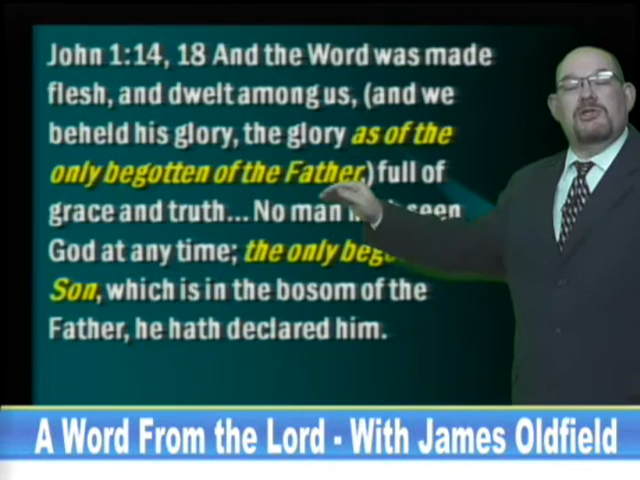 John 1:14, 18 And the Word was made
flesh, and dwelt among us, (and we
beheld his glory, the glory as of the
only begotten of the Father,) full of
grace and truth... No man seen
God at any time; the only
Son, which is in the bosom of the
Father, he hath declared him.
A Word From the Lord - With James Oldfield